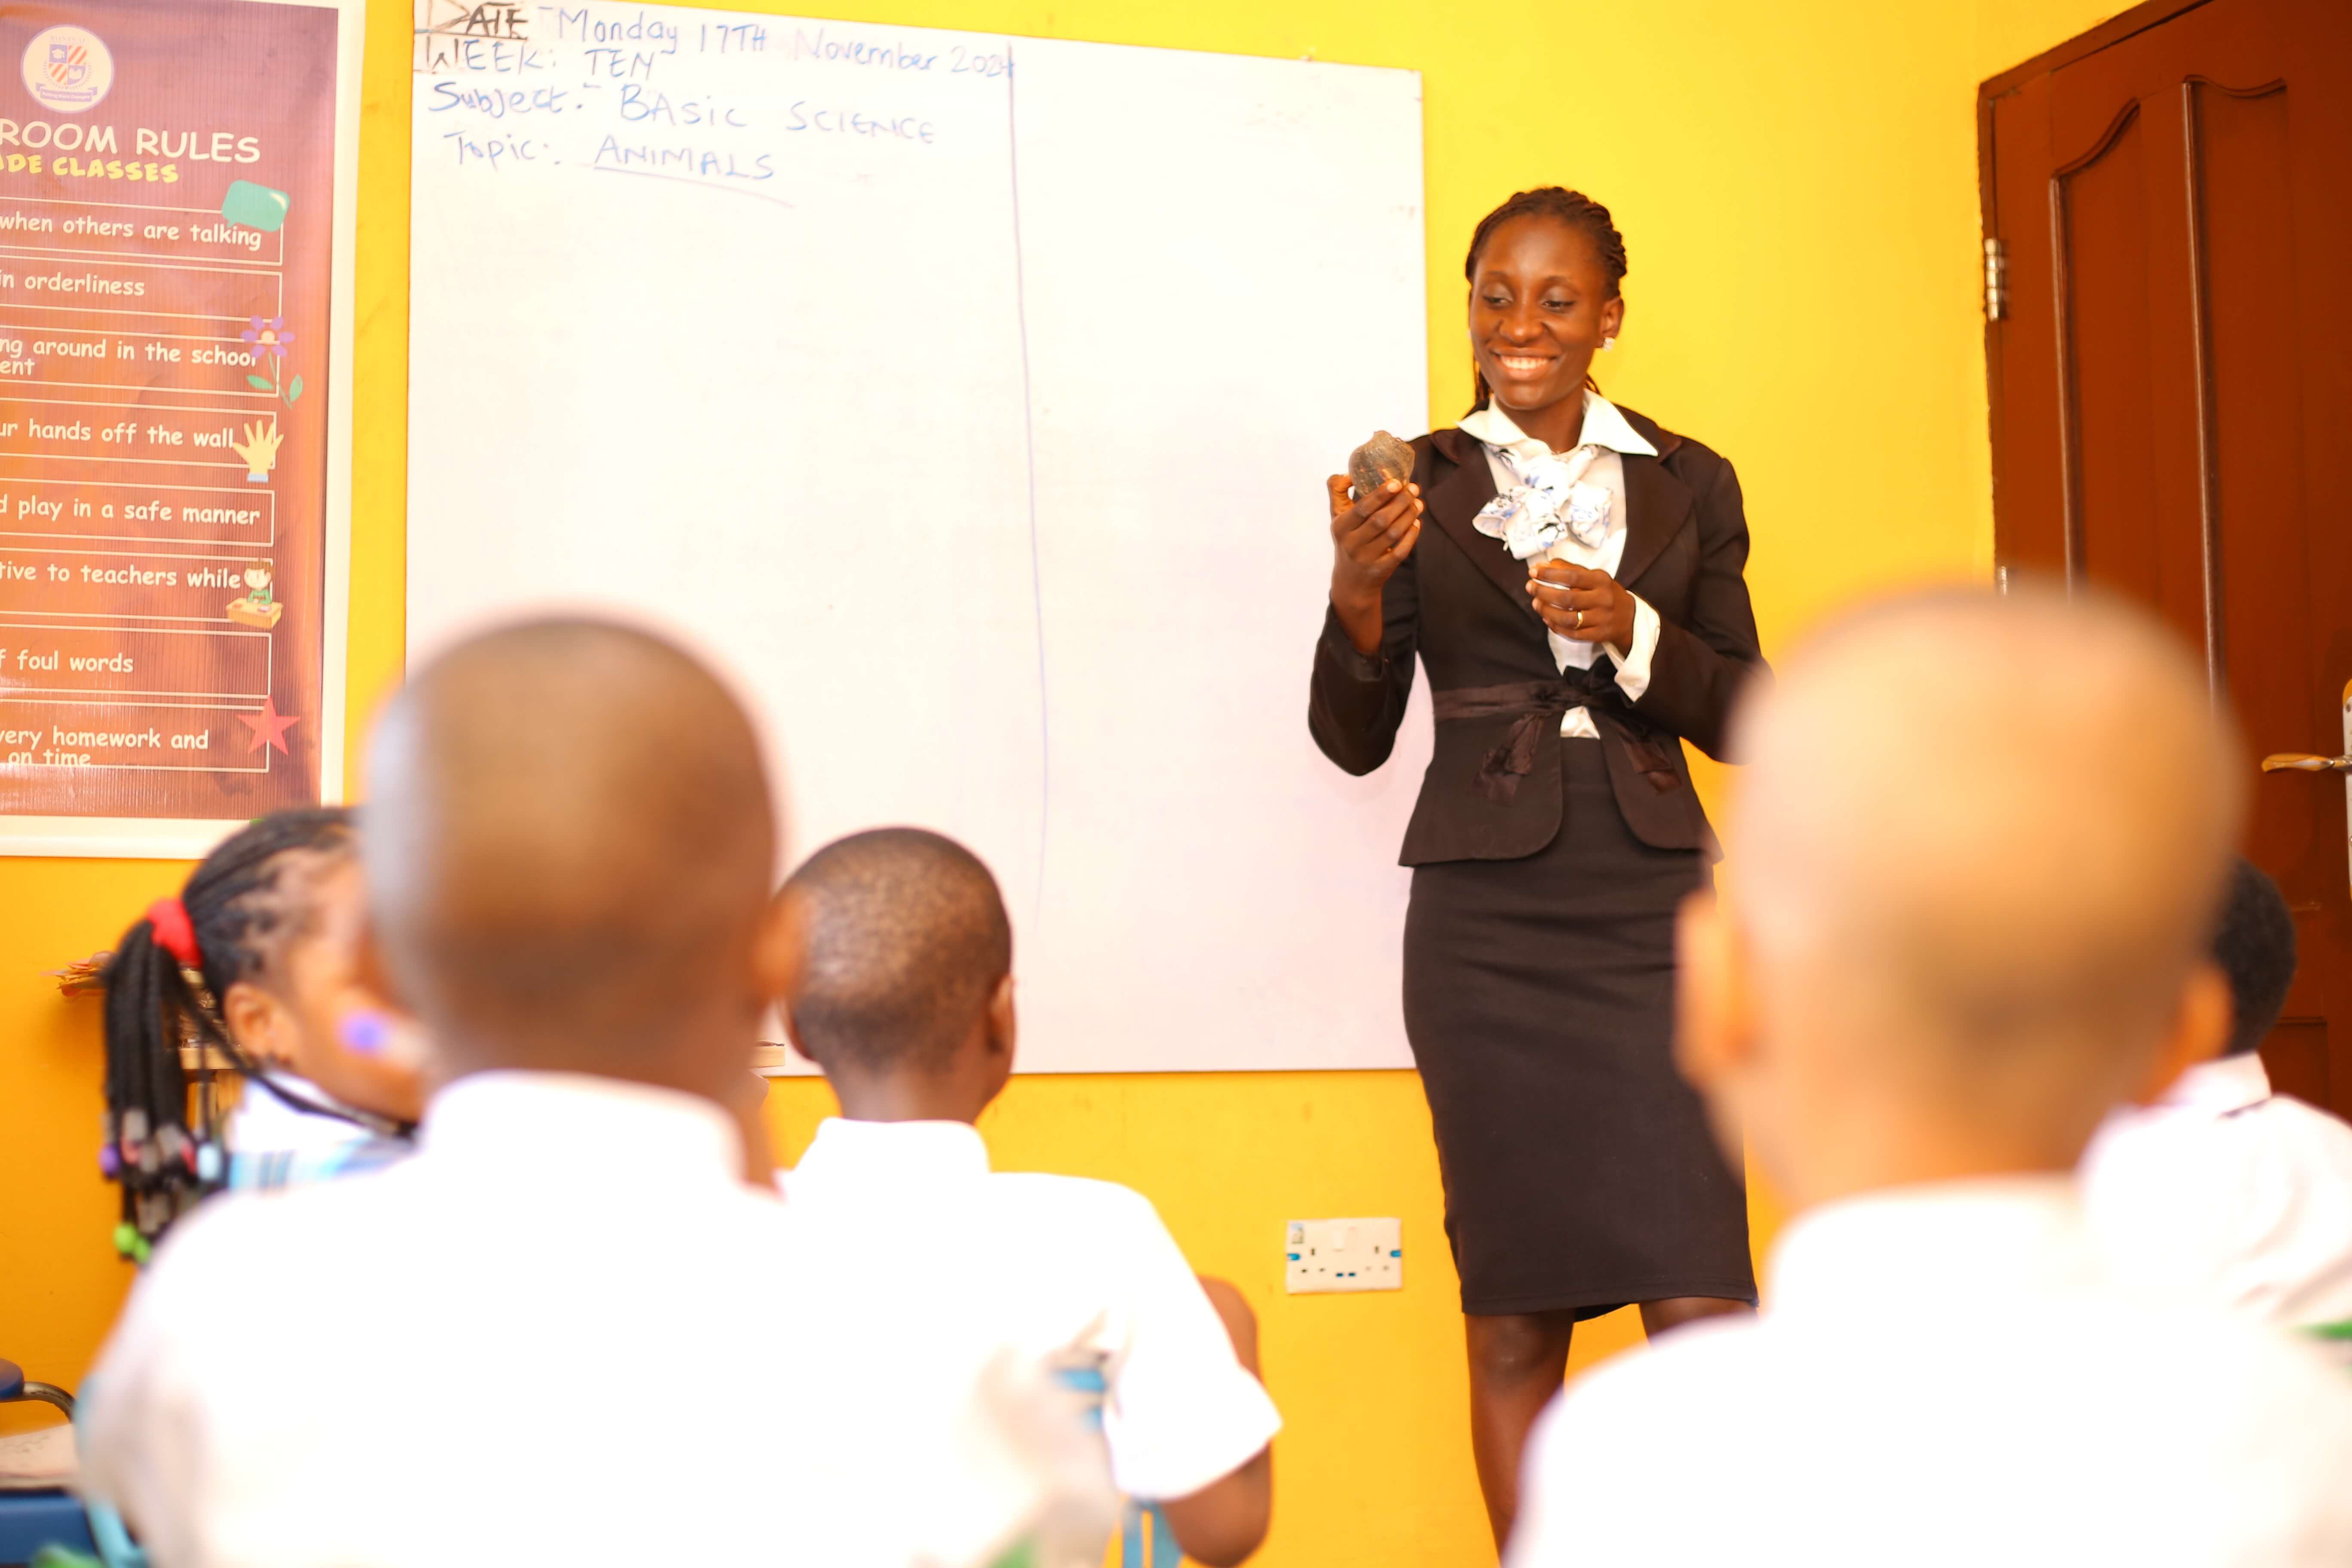 ROOM RULES
DE CLASSES
when others are talking
in orderliness
ng around in the school
ent
ur hands off the wall
d play in a safe manner
tive to teachers while
f foul words
very homework and
on time
DATE Monday 17TH November 2024
WEEK: TEN
Subject:- BASIC SCIENCE
Topic:. ANIMALS